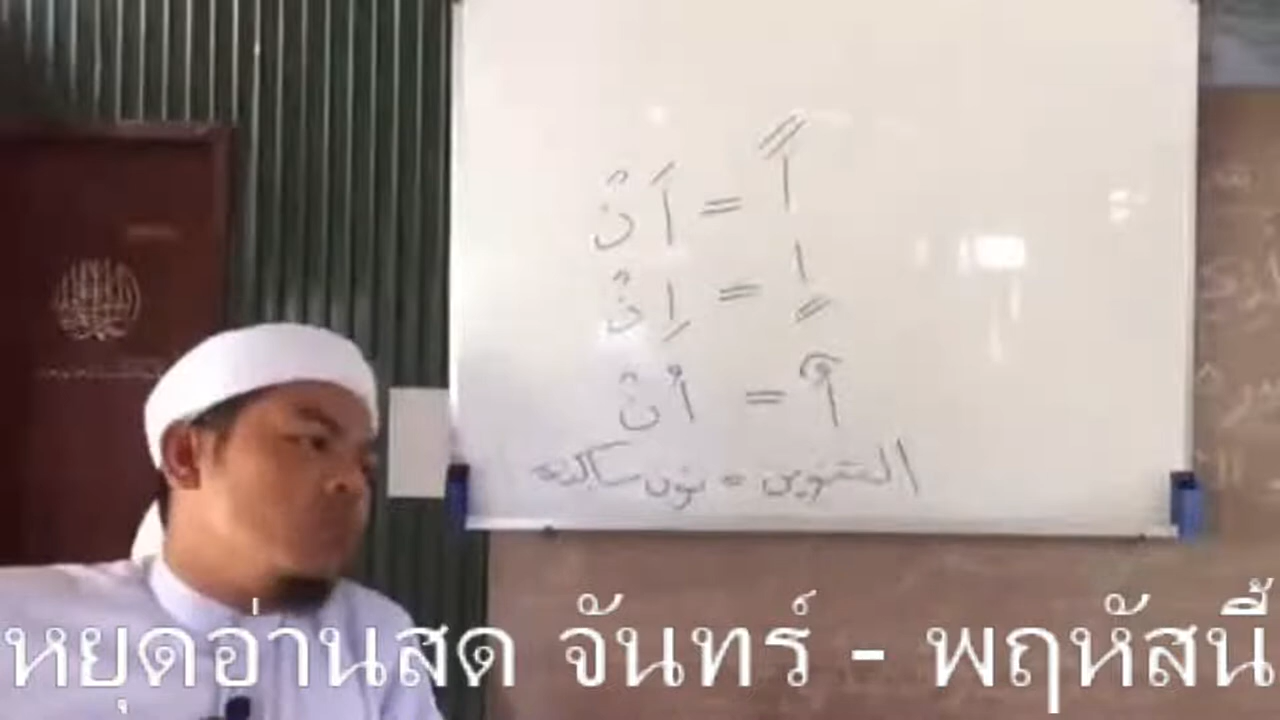 اً = اَ نْ
اٍ = اِ نْ
اٌ = اُ نْ
التنوين = نون ساكنة
หยุดอ่านสด จันทร์ - พฤหัสนี้